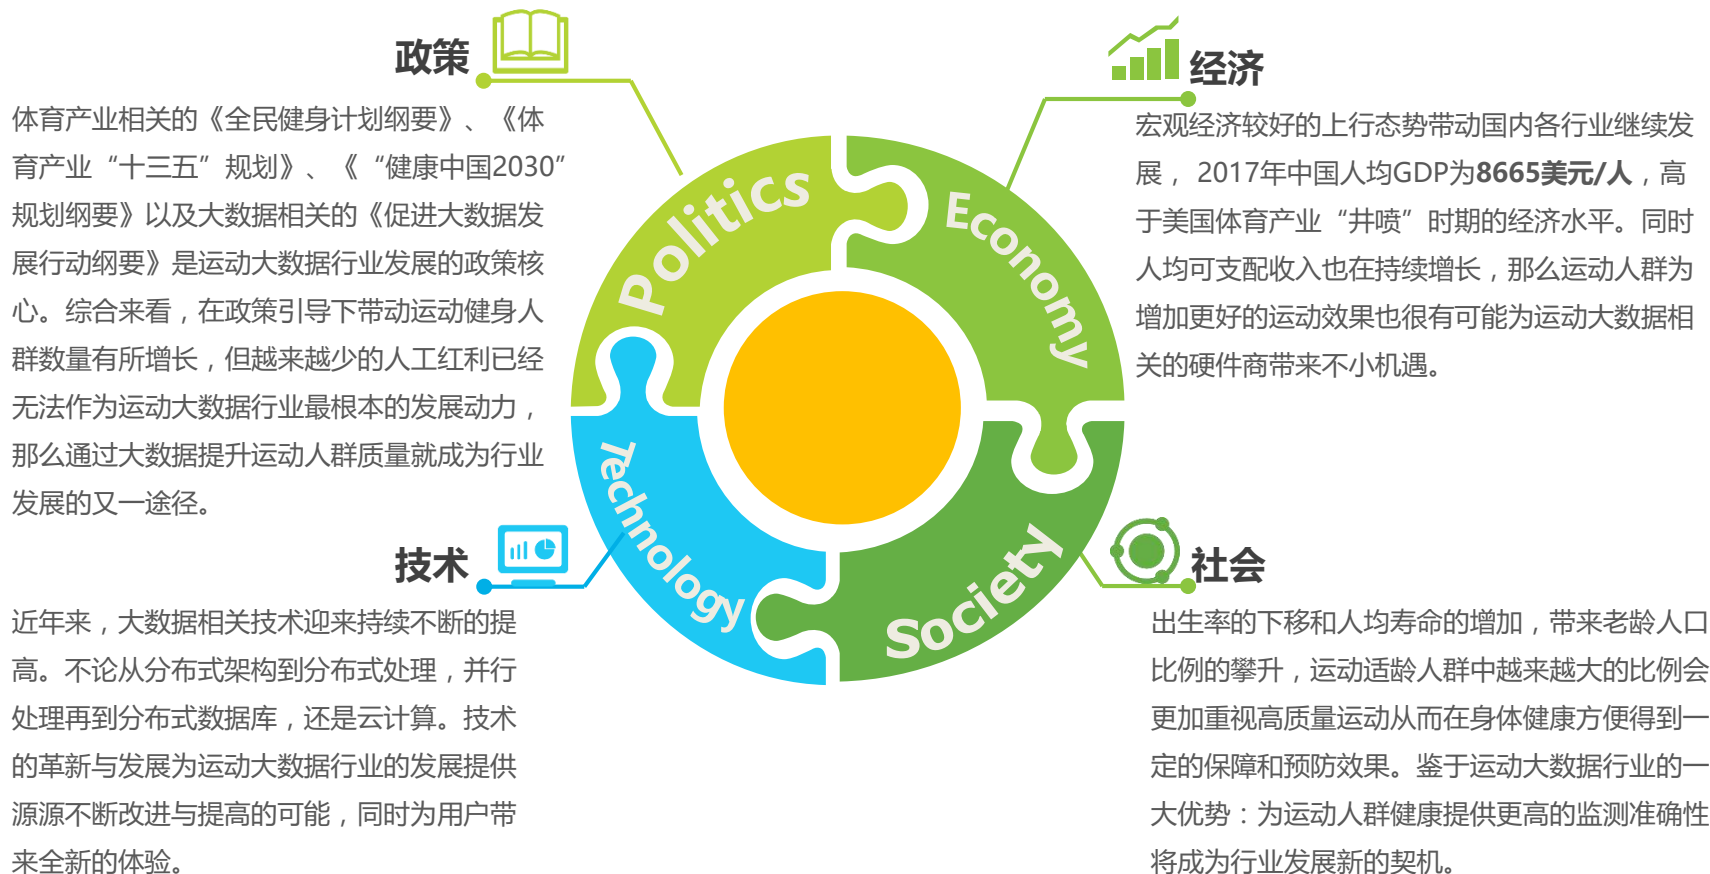 政策
体育产业相关的《全民健身计划纲要》、《体
育产业“十三五”规划》、《“健康中国2030”
规划纲要》以及大数据相关的《促进大数据发
展行动纲要》是运动大数据行业发展的政策核
心。综合来看，在政策引导下带动运动健身人
群数量有所增长，但越来越少的人工红利已经
无法作为运动大数据行业最根本的发展动力，
那么通过大数据提升运动人群质量就成为行业
发展的又一途径。
经济
宏观经济较好的上行态势带动国内各行业继续发
展， 2017年中国人均GDP为8665美元/人，高
于美国体育产业“井喷”时期的经济水平。同时
人均可支配收入也在持续增长，那么运动人群为
增加更好的运动效果也很有可能为运动大数据相
关的硬件商带来不小机遇。
Politics
Economy
Technology
Society
技术
近年来，大数据相关技术迎来持续不断的提
高。不论从分布式架构到分布式处理，并行
处理再到分布式数据库，还是云计算。技术
的革新与发展为运动大数据行业的发展提供
源源不断改进与提高的可能，同时为用户带
来全新的体验。
社会
出生率的下移和人均寿命的增加，带来老龄人口
比例的攀升，运动适龄人群中越来越大的比例会
更加重视高质量运动从而在身体健康方便得到一
定的保障和预防效果。鉴于运动大数据行业的一
大优势：为运动人群健康提供更高的监测准确性
将成为行业发展新的契机。